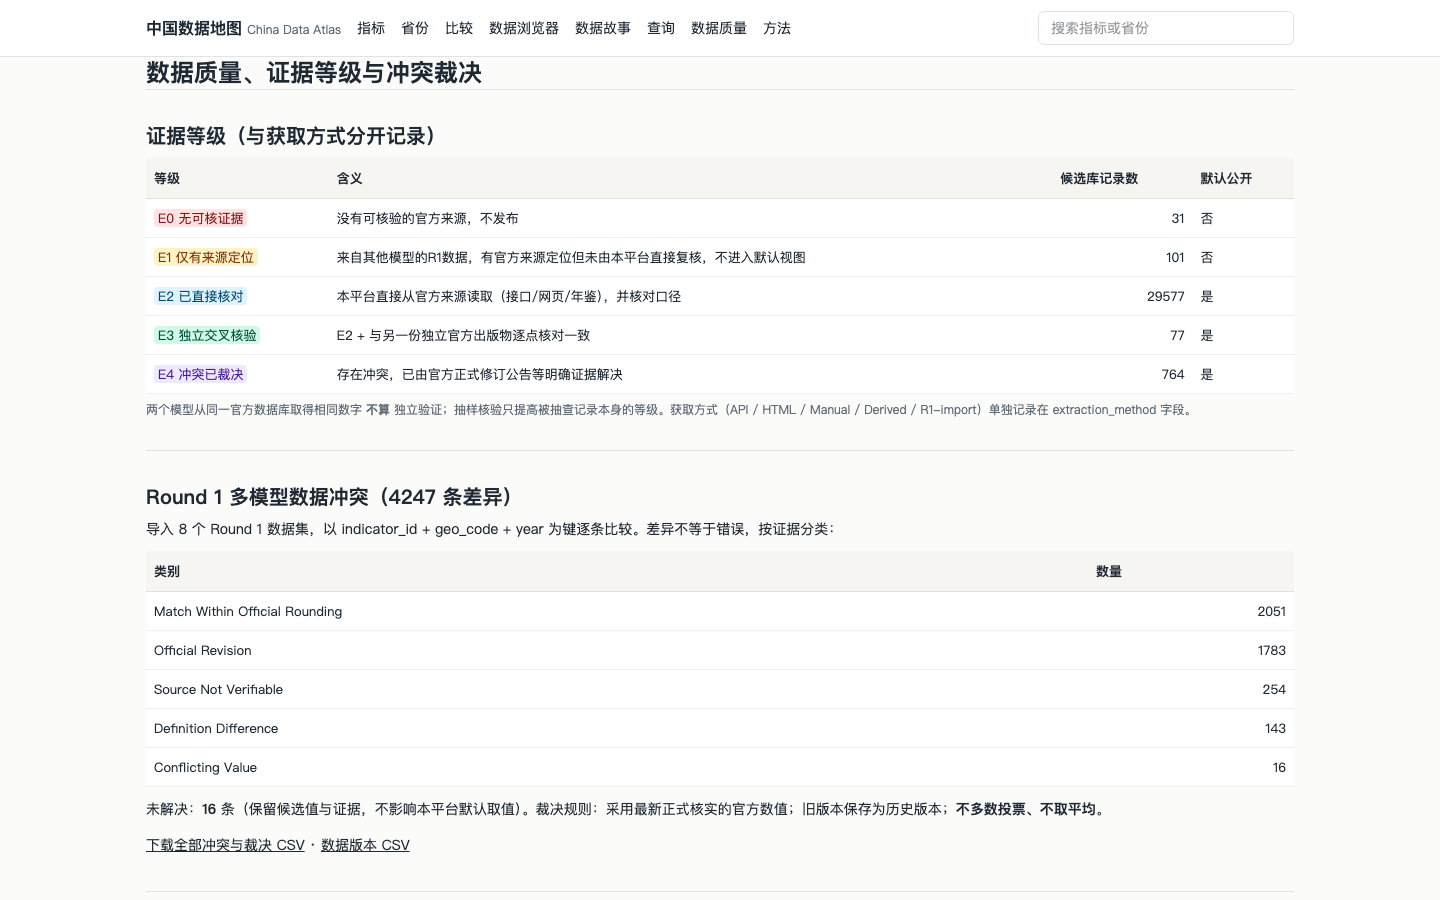 中国数据地图 China Data Atlas 指标 省份 比较 数据浏览器 数据故事 查询 数据质量 方法 搜索指标或省份
数据质量、证据等级与冲突裁决
证据等级（与获取方式分开记录）
等级 含义 候选库记录数 默认公开
E0 无可核证据 没有可核验的官方来源，不发布 31 否
E1 仅有来源定位 来自其他模型的R1数据，有官方来源定位但未由本平台直接复核，不进入默认视图 101 否
E2 已直接核对 本平台直接从官方来源读取（接口/网页/年鉴），并核对口径 29577 是
E3 独立交叉核验 E2 + 与另一份独立官方出版物逐点核对一致 77 是
E4 冲突已裁决 存在冲突，已由官方正式修订公告等明确证据解决 764 是
两个模型从同一官方数据库取得相同数字 不算 独立验证；抽样核验只提高被抽查记录本身的等级。获取方式（API / HTML / Manual / Derived / R1-import）单独记录在 extraction_method 字段。
Round 1 多模型数据冲突（4247 条差异）
导入 8 个 Round 1 数据集，以 indicator_id + geo_code + year 为键逐条比较。差异不等于错误，按证据分类：
类别 数量
Match Within Official Rounding 2051
Official Revision 1783
Source Not Verifiable 254
Definition Difference 143
Conflicting Value 16
未解决：16 条（保留候选值与证据，不影响本平台默认取值）。裁决规则：采用最新正式核实的官方数值；旧版本保存为历史版本；不多数投票、不取平均。
下载全部冲突与裁决 CSV · 数据版本 CSV